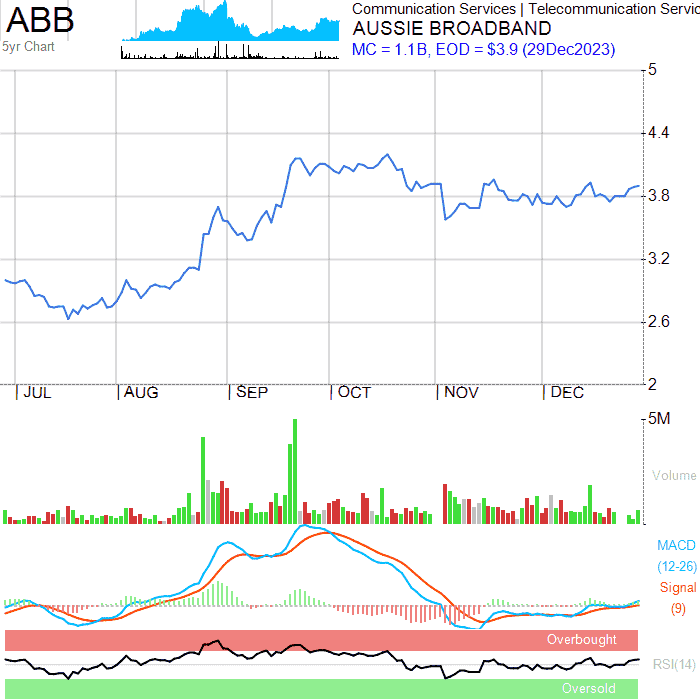 ABB
5yr Chart
Communication Services | Telecommunication Servic
AUSSIE BROADBAND
MC = 1.1B, EOD = $3.9 (29Dec2023)
5
4.4
3.8
3.2
2.6
2
JUL
AUG
SEP
OCT
NOV
DEC
5M
Volume
MACD
(12-26)
Signal
(9)
Overbought
RSI(14)
Oversold